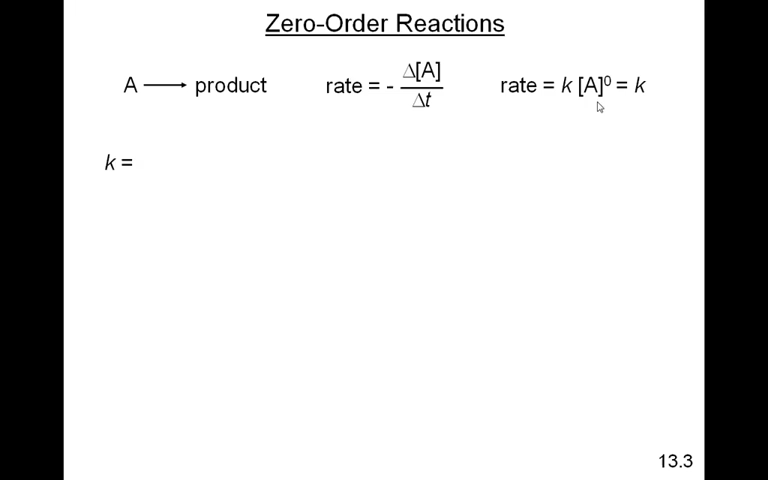 Zero-Order Reactions
A ⟶ product rate = - Δ[A]/Δt rate = k [A]⁰ = k
k =
13.3